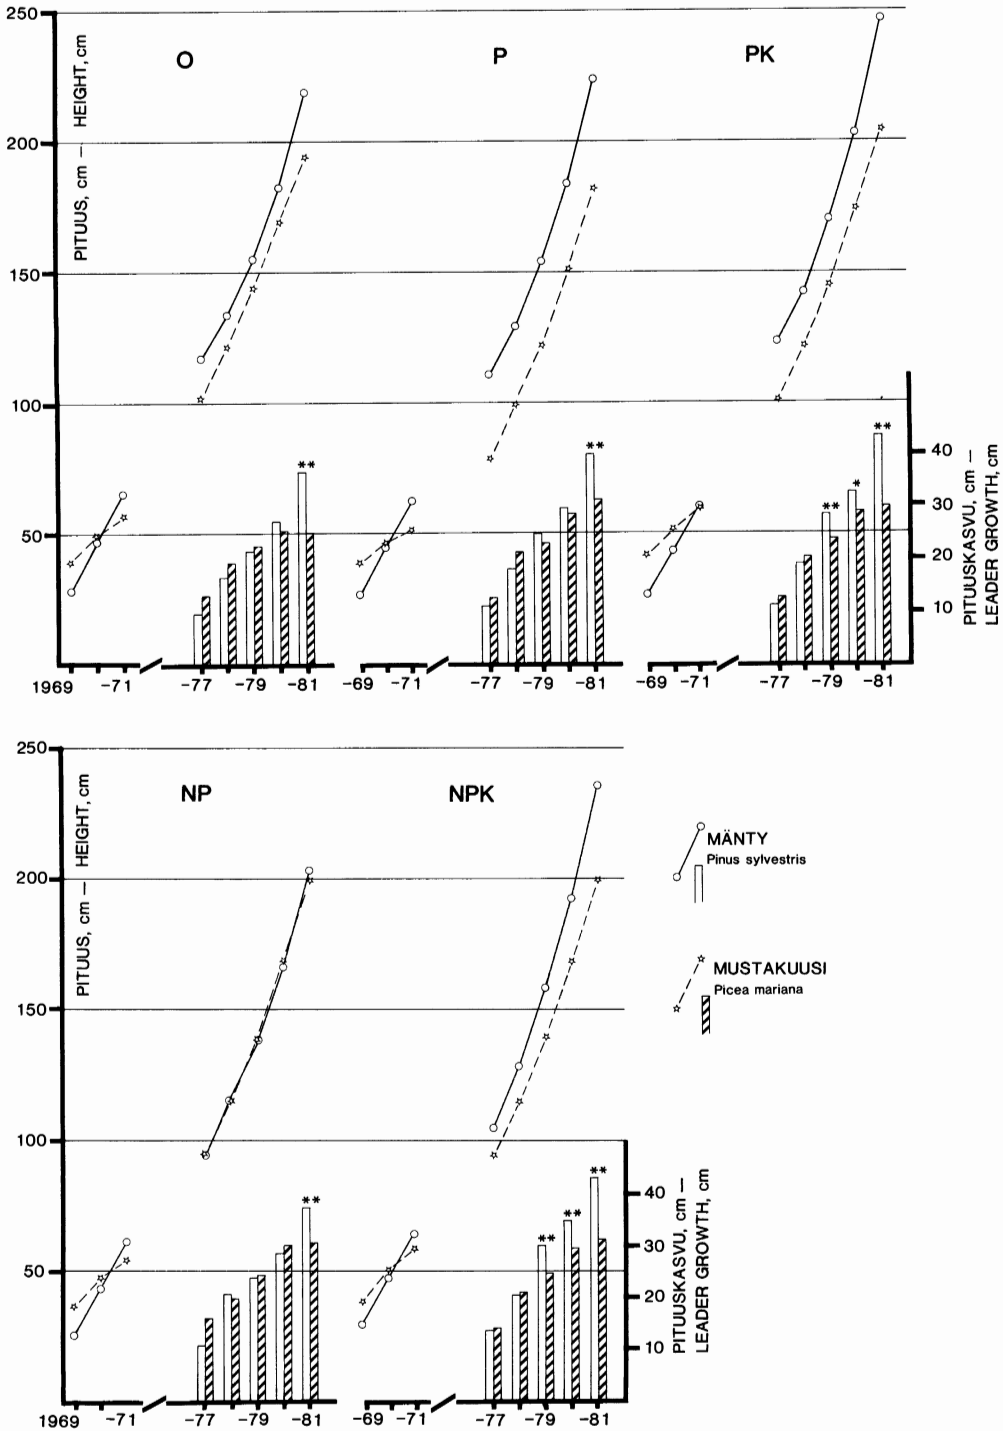 250
200
150
100
50
PITUUS, cm — HEIGHT, cm
O
P
PK
**
**
**
*
**
40
30
20
10
PITUUSKASVU, cm —
LEADER GROWTH, cm
1969 -71 -77 -79 -81
-69 -71 -77 -79 -81
-69 -71 -77 -79 -81
250
200
150
100
50
PITUUS, cm — HEIGHT, cm
NP
NPK
**
**
**
**
40
30
20
10
PITUUSKASVU, cm —
LEADER GROWTH, cm
1969 -71 -77 -79 -81
-69 -71 -77 -79 -81
MÄNTY
Pinus sylvestris
MUSTAKUUSI
Picea mariana